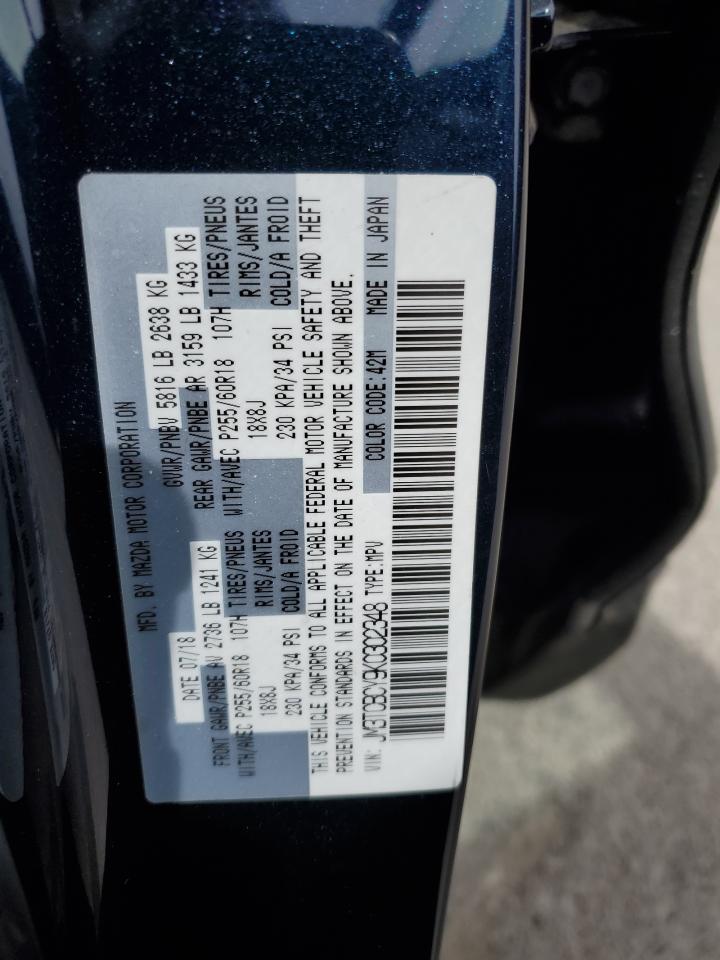 MFD. BY MAZDA MOTOR CORPORATION
DATE 07/18
GVWR/PNBV 5816 LB 2638 KG
FRONT GAWR/PNBE AV 2736 LB 1241 KG
REAR GAWR/PNBE AR 3159 LB 1433 KG
WITH/AVEC P255/60R18 107H TIRES/PNEUS
WITH/AVEC P255/60R18 107H TIRES/PNEUS
18X8J RIMS/JANTES
18X8J RIMS/JANTES
230 KPA/34 PSI COLD/A FROID
230 KPA/34 PSI COLD/A FROID
THIS VEHICLE CONFORMS TO ALL APPLICABLE FEDERAL MOTOR VEHICLE SAFETY AND THEFT
PREVENTION STANDARDS IN EFFECT ON THE DATE OF MANUFACTURE SHOWN ABOVE.
VIN: JM3TCBCV9K0302348 TYPE:MPV COLOR CODE:42M MADE IN JAPAN